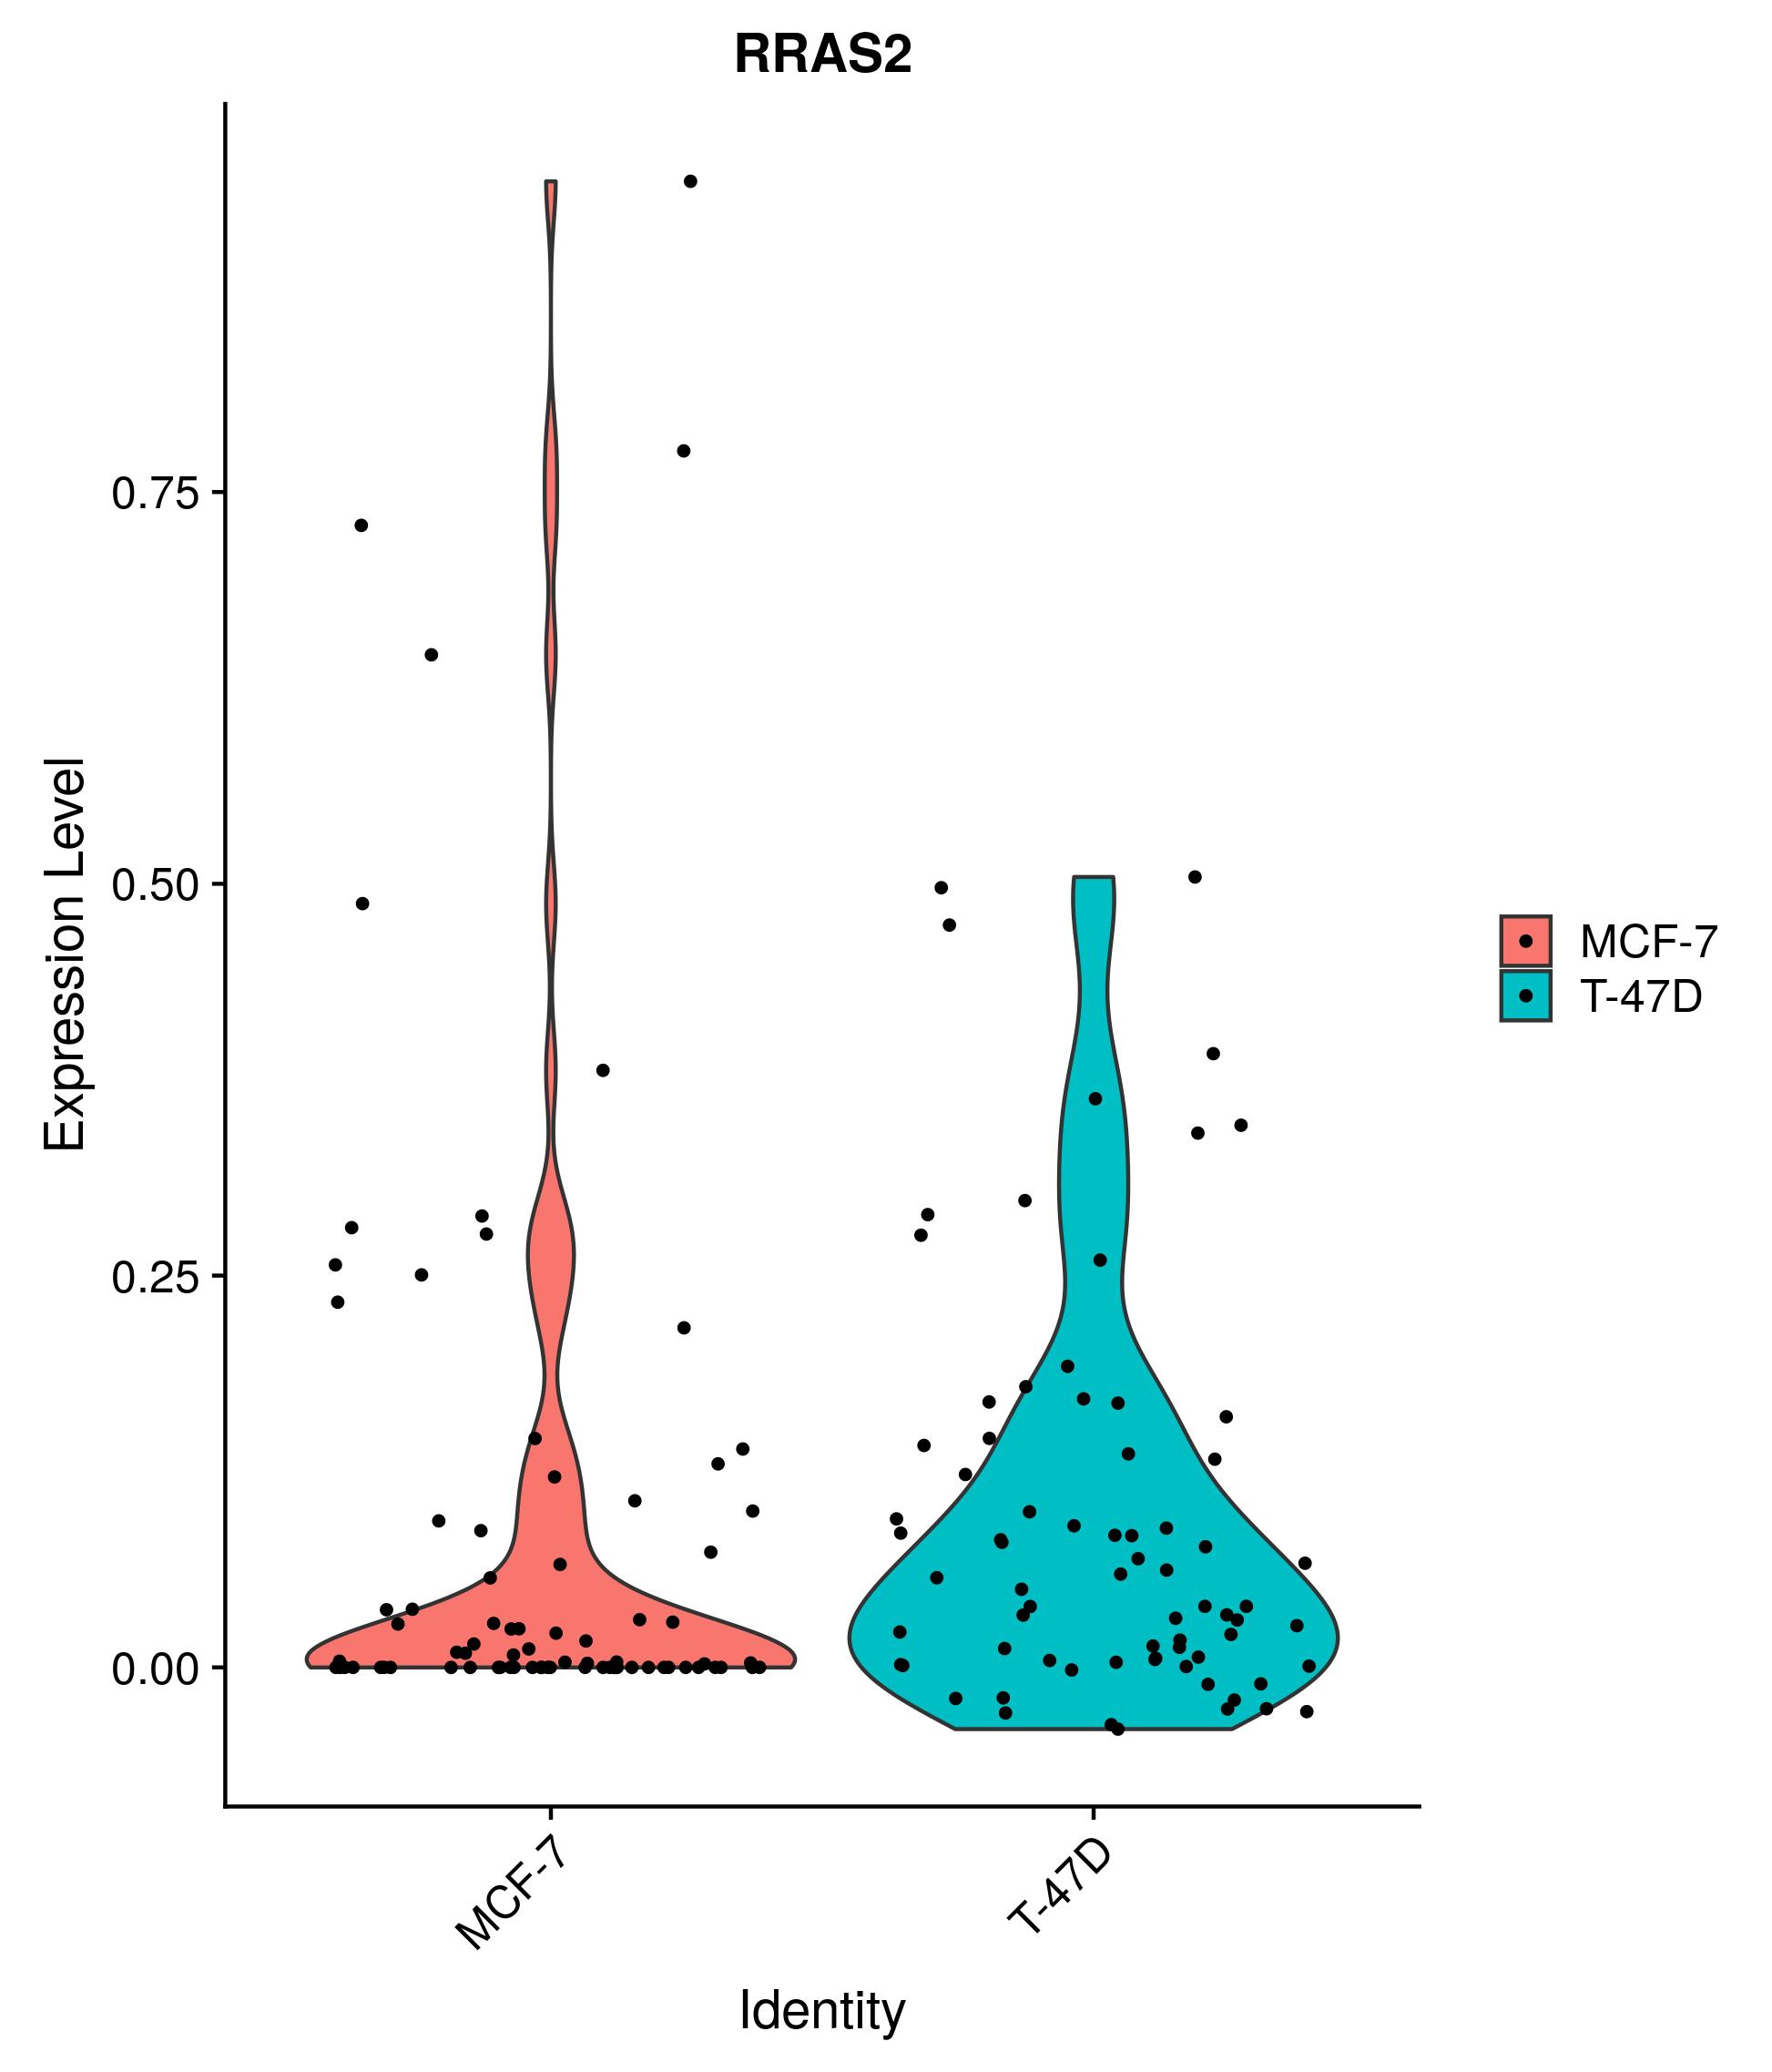 RRAS2
Expression Level
0.75
0.50
0.25
0.00
MCF-7
T-47D
Identity
MCF-7
T-47D